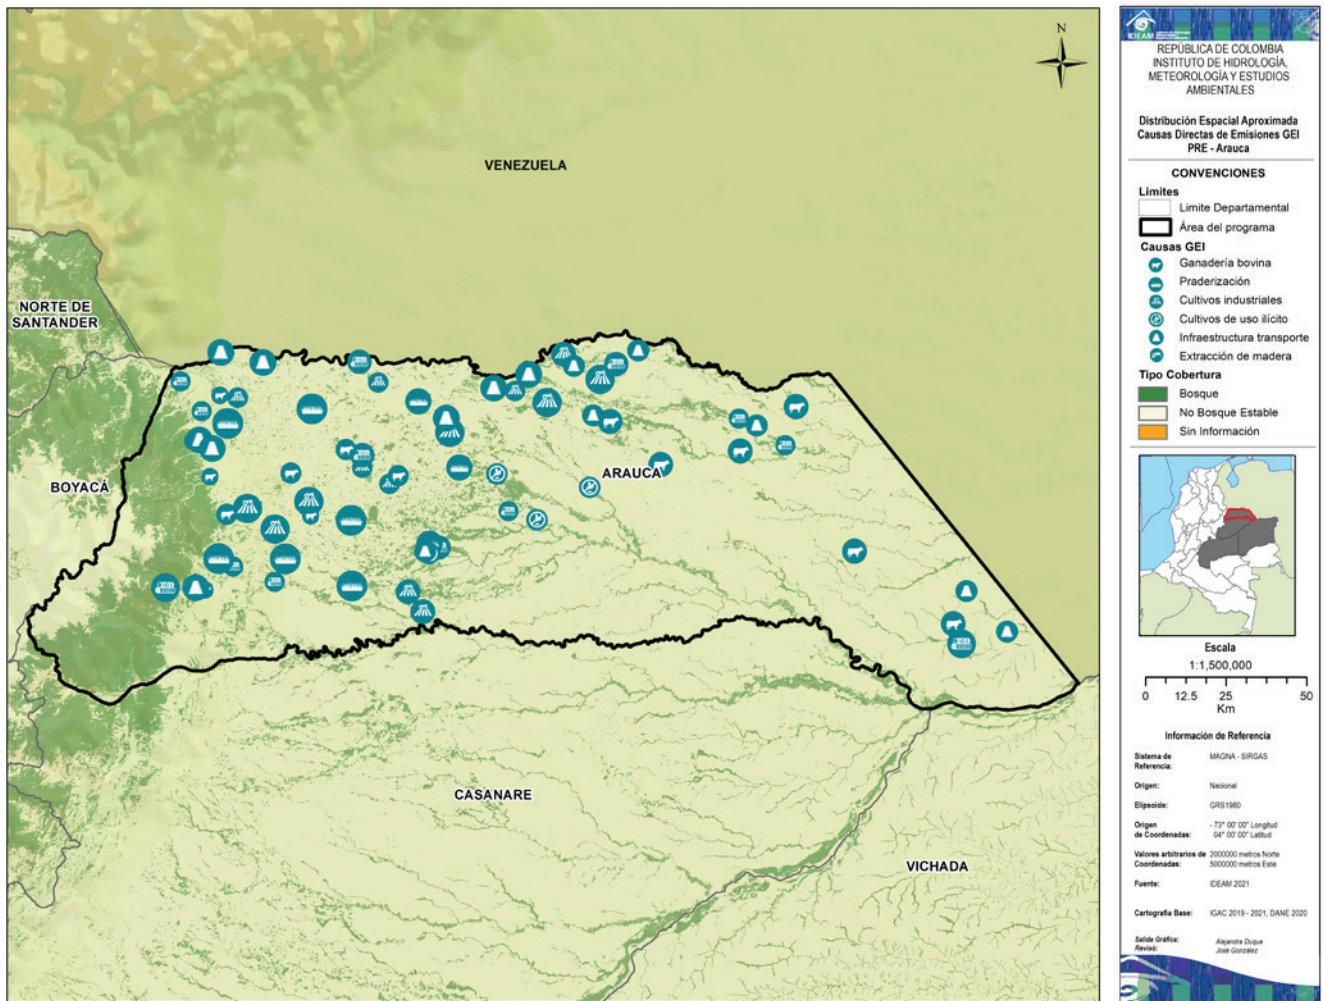 N
VENEZUELA
NORTE DE
SANTANDER
BOYACÁ
ARAUCA
CASANARE
VICHADA
IDEAM
REPÚBLICA DE COLOMBIA
INSTITUTO DE HIDROLOGÍA,
METEOROLOGÍA Y ESTUDIOS
AMBIENTALES
Distribución Espacial Aproximada
Causas Directas de Emisiones GEI
PRE - Arauca
CONVENCIONES
Limites
Limite Departamental
Área del programa
Causas GEI
Ganadería bovina
Praderización
Cultivos industriales
Cultivos de uso ilícito
Infraestructura transporte
Extracción de madera
Tipo Cobertura
Bosque
No Bosque Estable
Sin Información
Escala
1:1,500,000
0 12.5 25 50
Km
Información de Referencia
Sistema de Referencia: MAGNA - SIRGAS
Origen: Nacional
Elipsoide: GRS1980
Origen - 73° 00' 00" Longitud
de Coordenadas: 04° 00' 00" Latitud
Valores arbitrarios de 2000000 metros Norte
Coordenadas: 5000000 metros Este
Fuente: IDEAM 2021
Cartografía Base: IGAC 2019 - 2021, DANE 2020
Salida Gráfica: Alejandra Duque
Revisó: José González